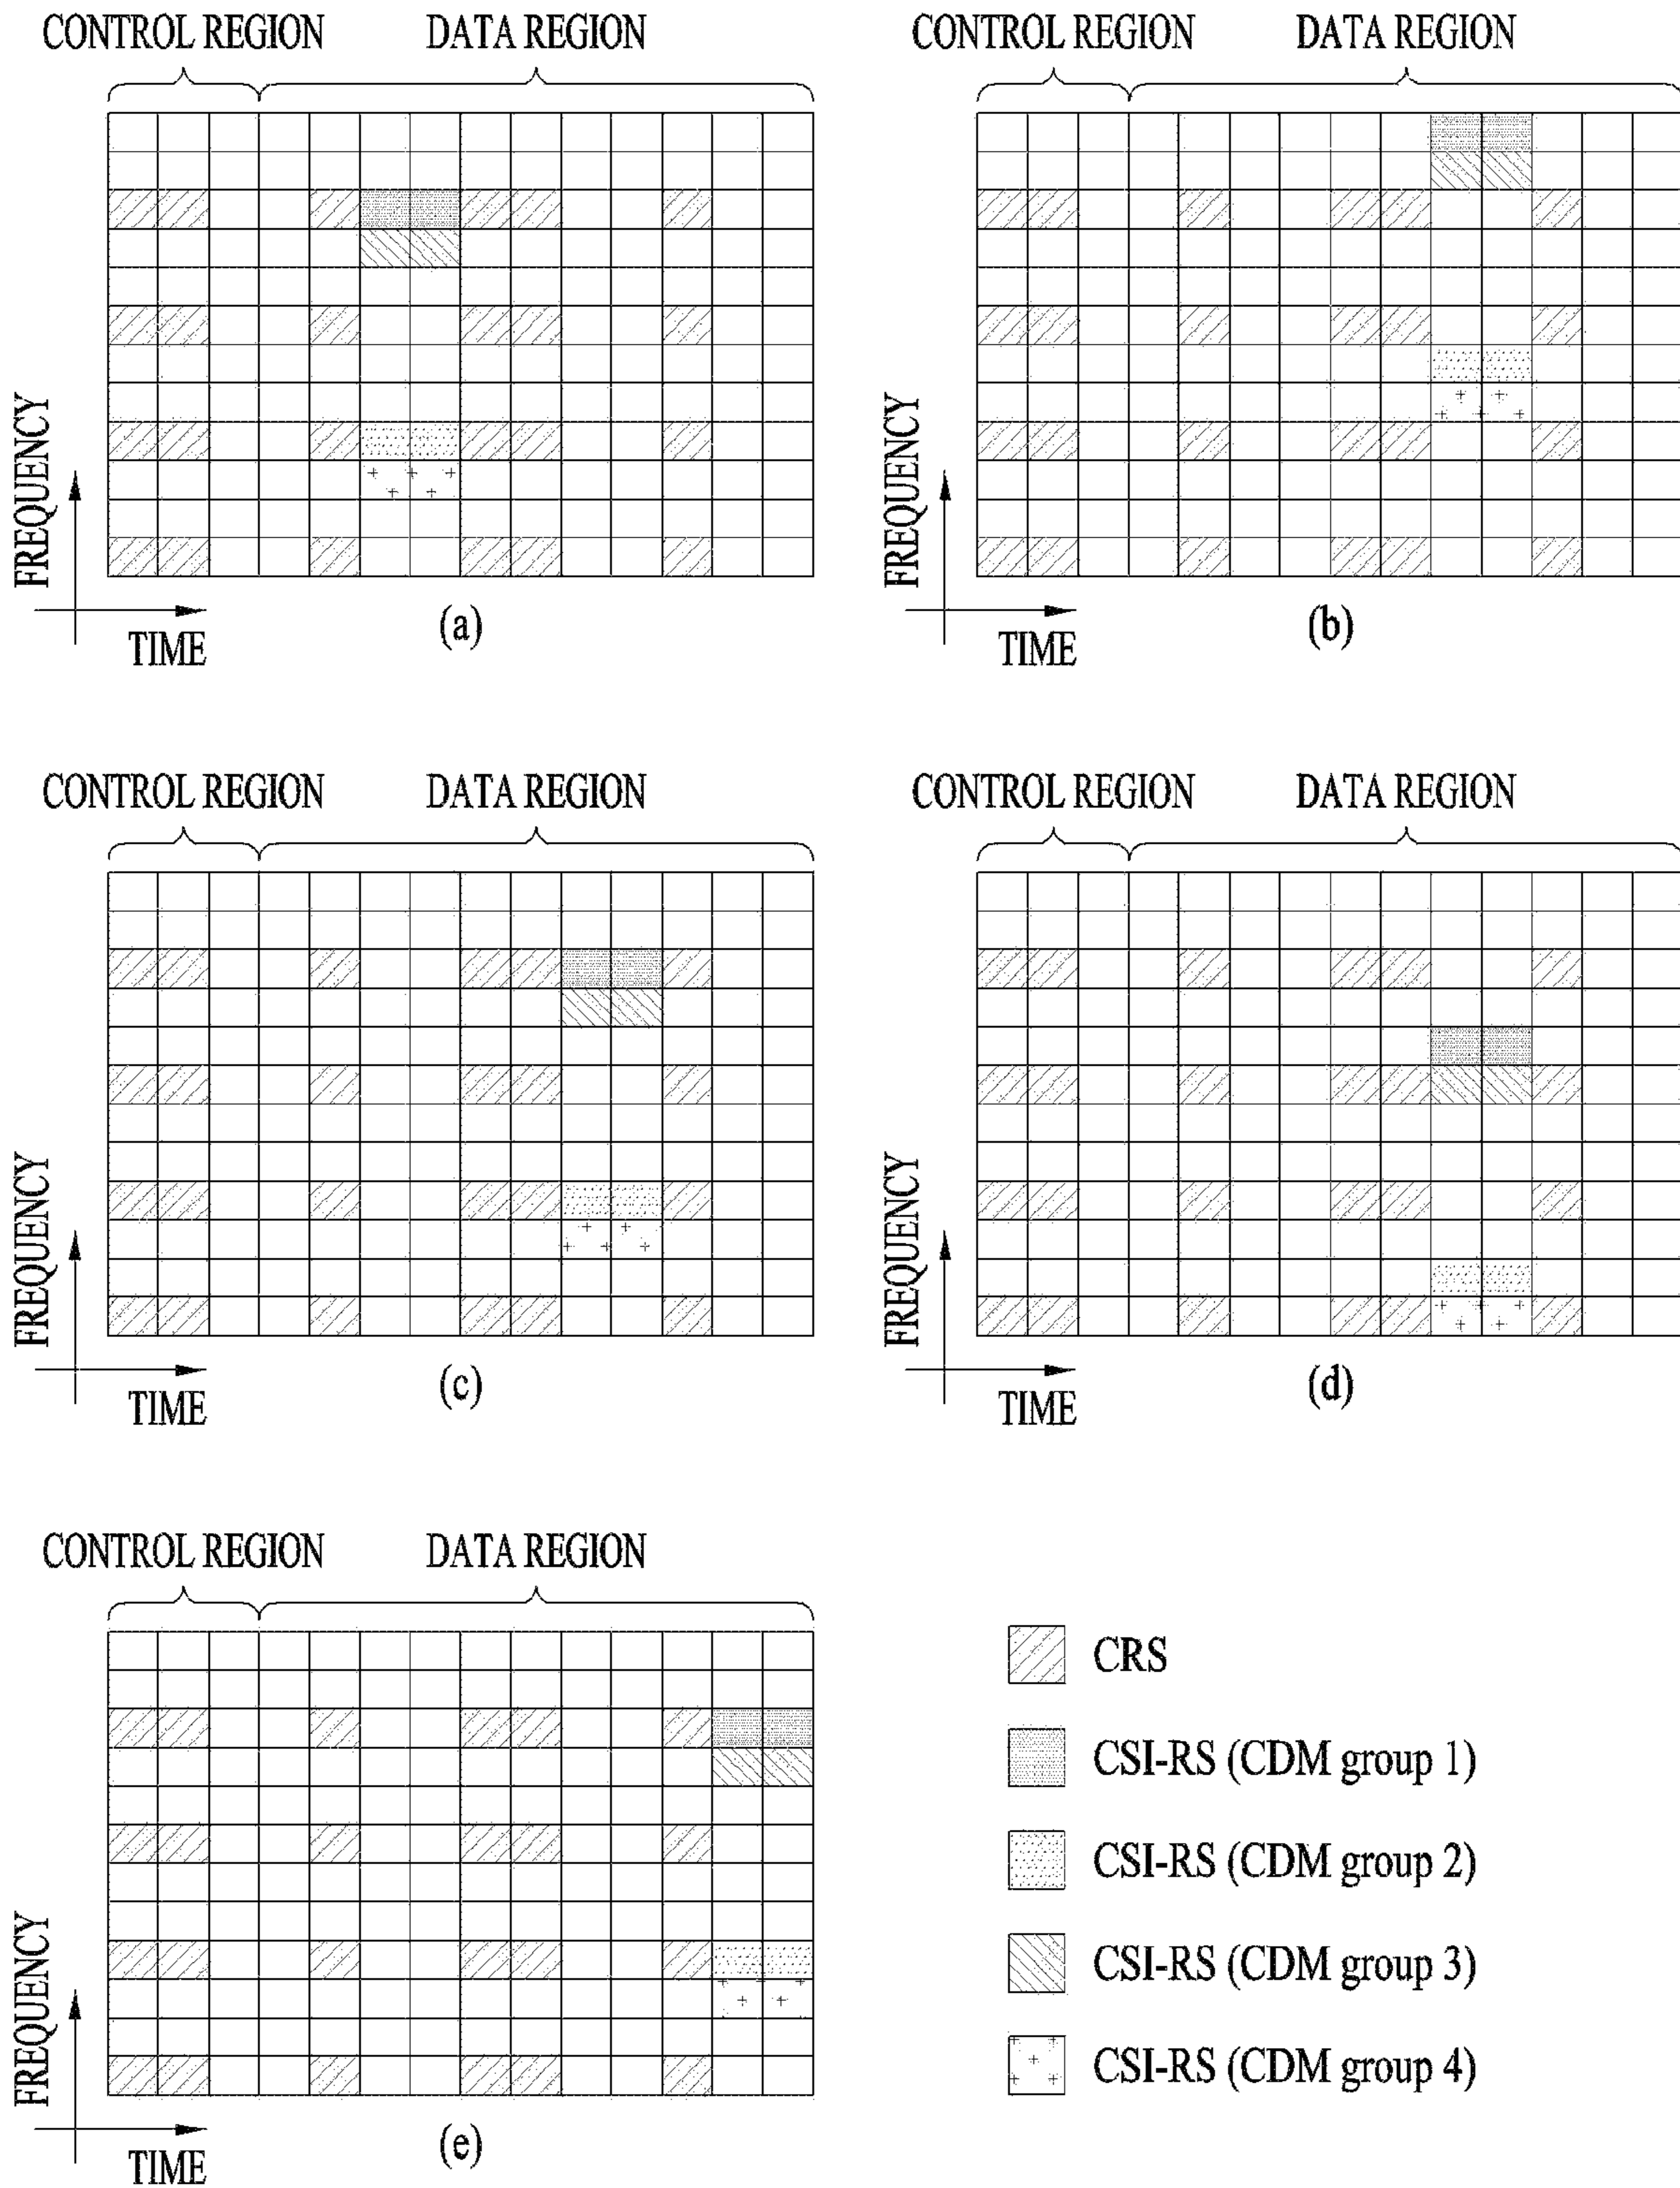 CONTROL REGION DATA REGION
FREQUENCY
TIME
(a)
CONTROL REGION DATA REGION
FREQUENCY
TIME
(b)
CONTROL REGION DATA REGION
FREQUENCY
TIME
(c)
CONTROL REGION DATA REGION
FREQUENCY
TIME
(d)
CONTROL REGION DATA REGION
FREQUENCY
TIME
(e)
CRS
CSI-RS (CDM group 1)
CSI-RS (CDM group 2)
CSI-RS (CDM group 3)
CSI-RS (CDM group 4)